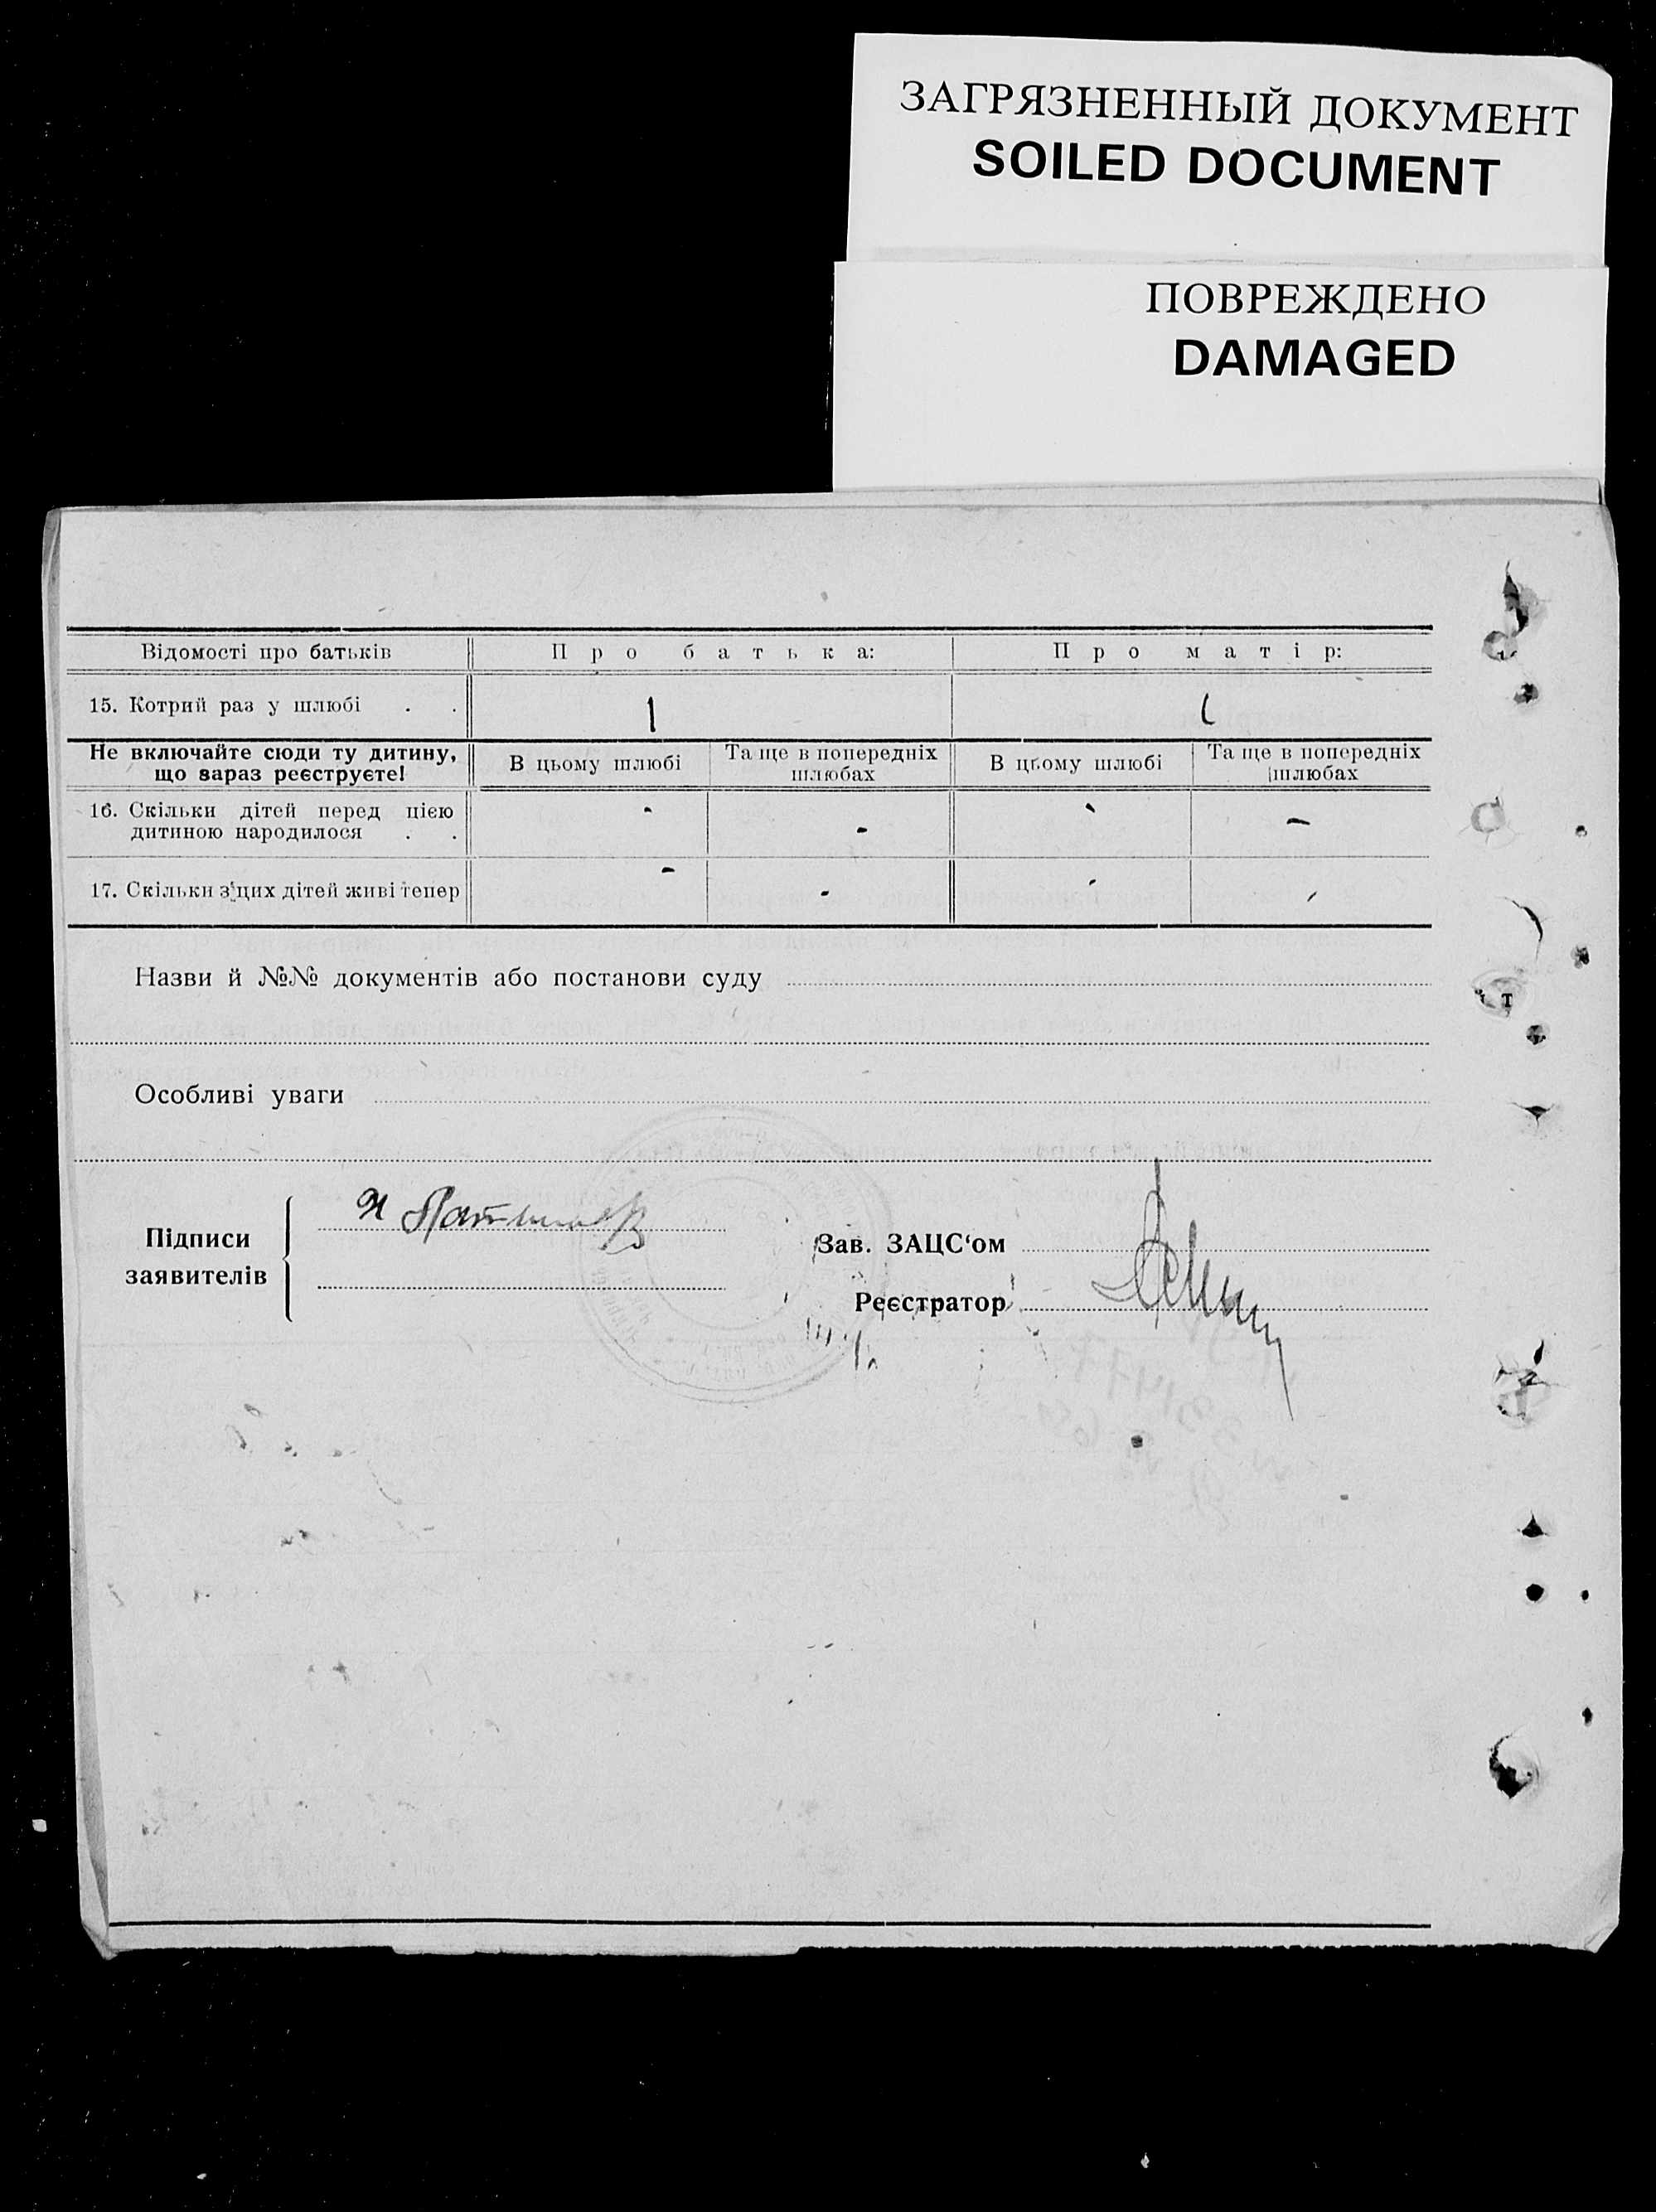 ЗАГРЯЗНЕННЫЙ ДОКУМЕНТ
SOILED DOCUMENT
ПОВРЕЖДЕНО
DAMAGED
Відомості про батьків Про батька: Про матір:
15. Котрий раз у шлюбі . . 1 1
Не включайте сюди ту дитину, що зараз реєструєте! В цьому шлюбі Та ще в попередніх шлюбах В цьому шлюбі Та ще в попередніх шлюбах
16. Скільки дітей перед цією
дитиною народилося . . - - - -
17. Скільки з цих дітей живі тепер - - - -
Назви й №№ документів або постанови суду
Особливі уваги
Підписи
заявителів
Зав. ЗАЦС‘ом
Реєстратор